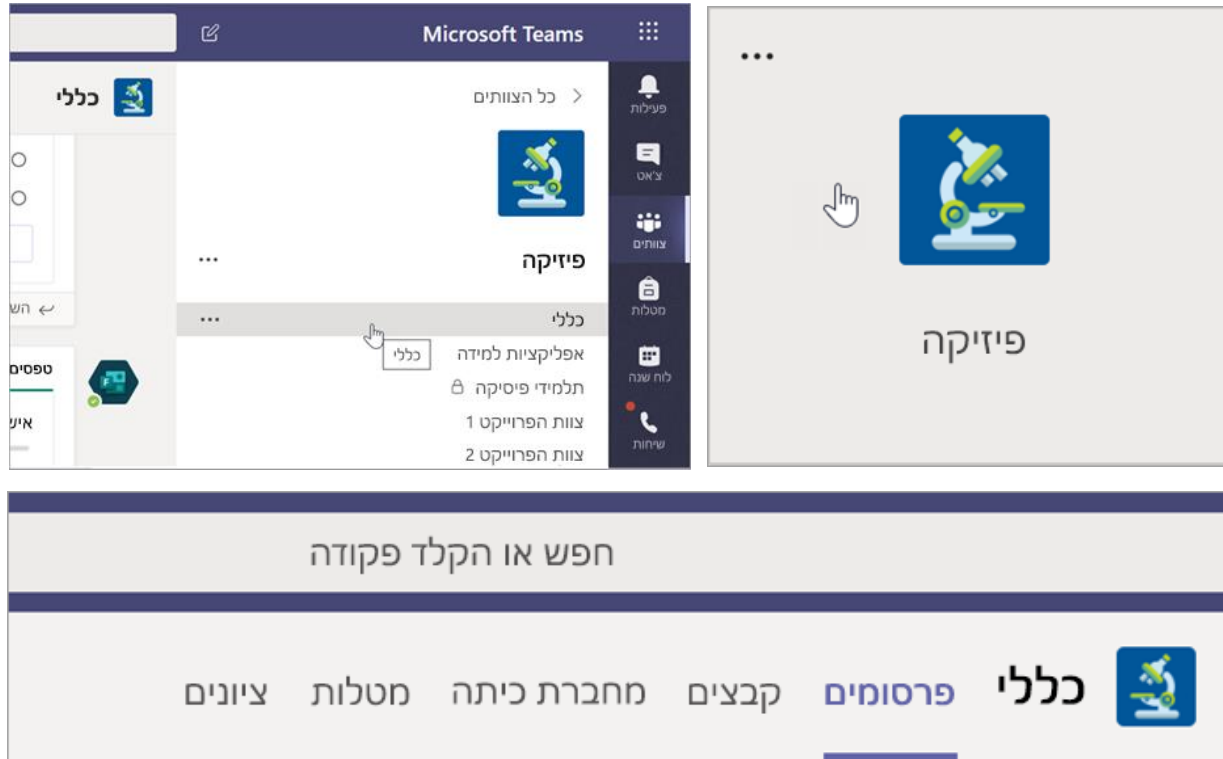 Microsoft Teams
פעילות
צ'אט
צוותים
מטלות
לוח שנה
שיחות
כל הצוותים
פיזיקה
...
כללי
...
כללי
אפליקציות למידה
תלמידי פיסיקה
צוות הפרוייקט 1
צוות הפרוייקט 2
כללי
הש
טפסים
איש
...
פיזיקה
חפש או הקלד פקודה
כללי פרסומים קבצים מחברת כיתה מטלות ציונים